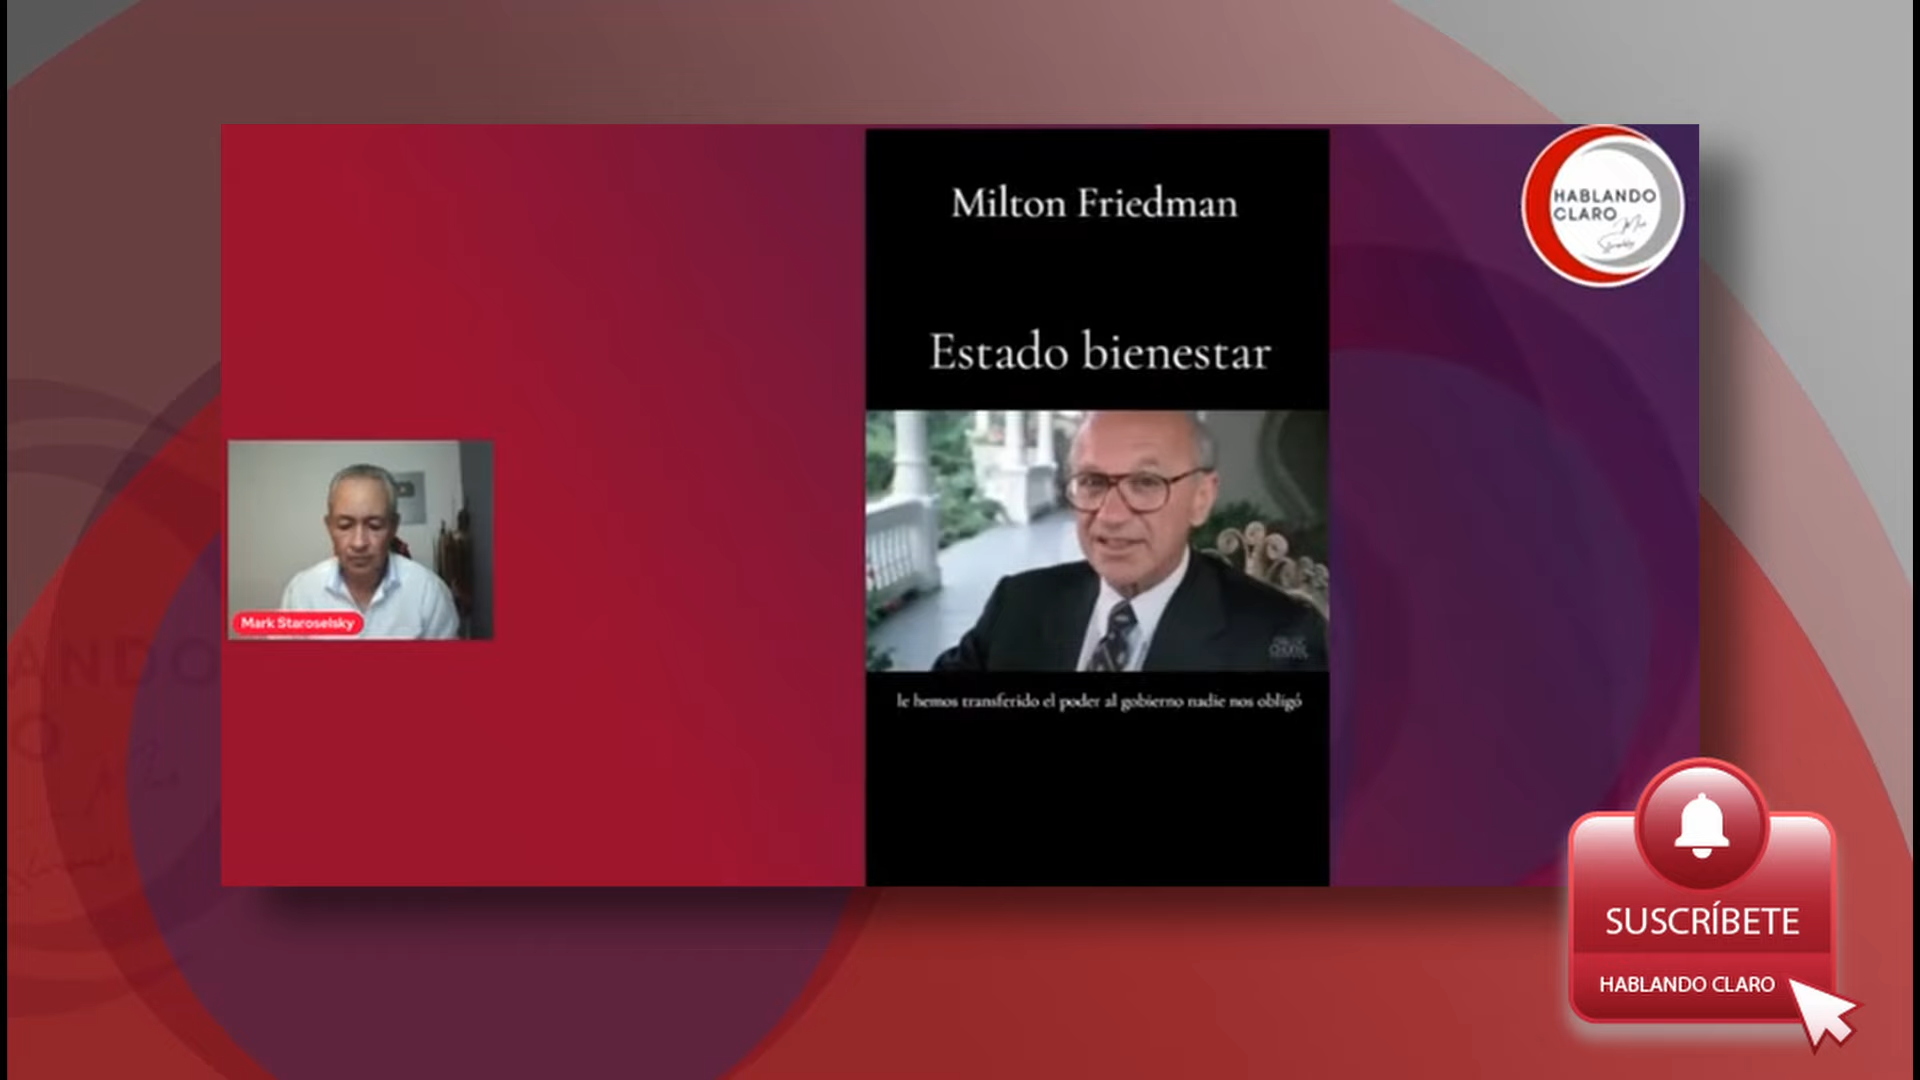 Milton Friedman
HABLANDO
CLARO
Estado bienestar
Mark Staroselsky
le hemos transferido el poder al gobierno nadie nos obligó
SUSCRÍBETE
HABLANDO CLARO